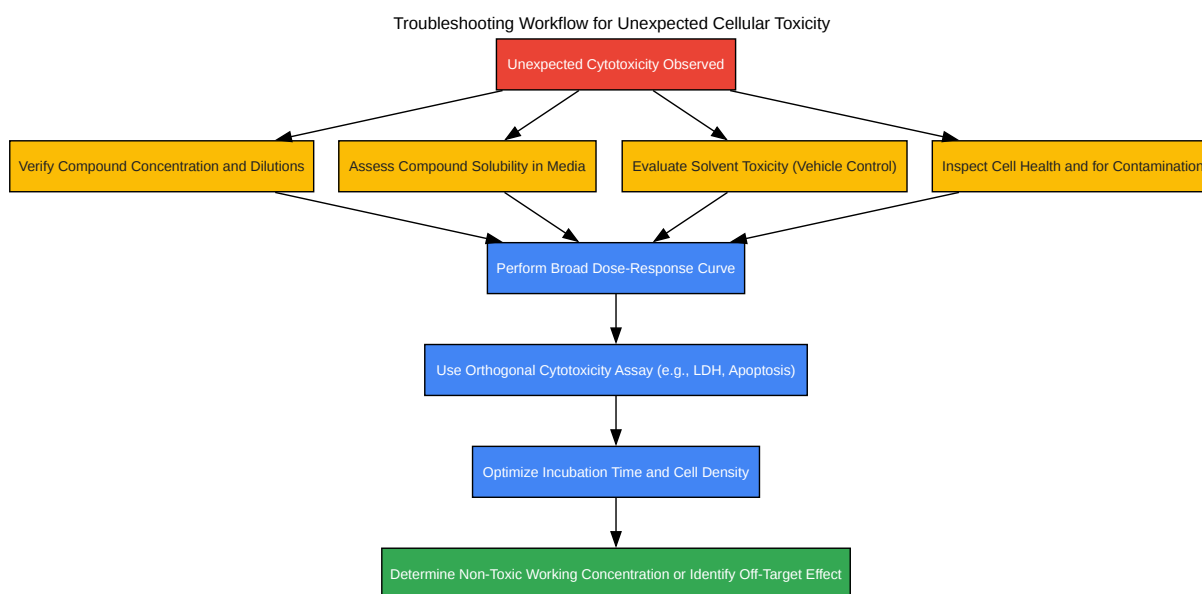 Troubleshooting Workflow for Unexpected Cellular Toxicity
Unexpected Cytotoxicity Observed
Verify Compound Concentration and Dilutions
Assess Compound Solubility in Media
Evaluate Solvent Toxicity (Vehicle Control)
Inspect Cell Health and for Contamination
Perform Broad Dose-Response Curve
Use Orthogonal Cytotoxicity Assay (e.g., LDH, Apoptosis)
Optimize Incubation Time and Cell Density
Determine Non-Toxic Working Concentration or Identify Off-Target Effect